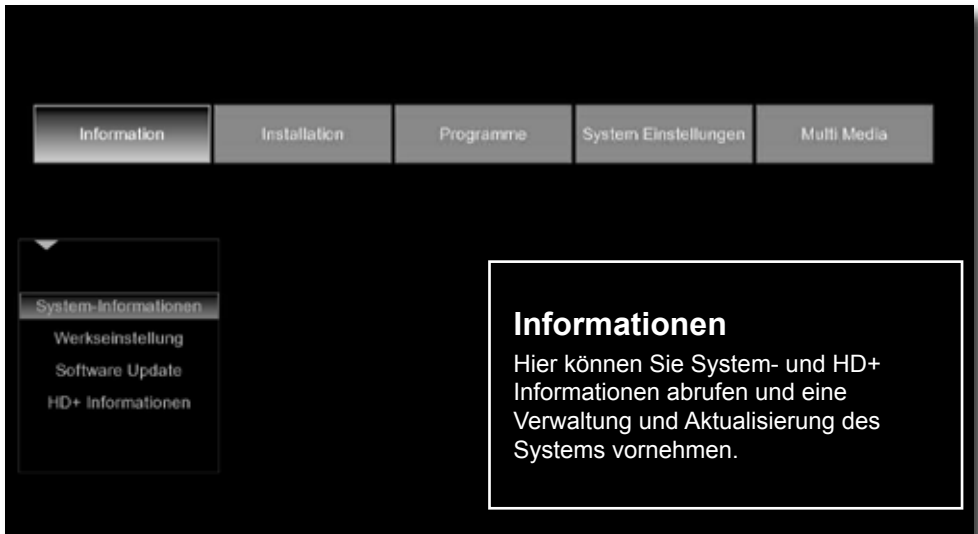 Information Installation Programme System Einstellungen Multi Media
System-Informationen
Werkseinstellung
Software Update
HD+ Informationen
Informationen
Hier können Sie System- und HD+
Informationen abrufen und eine
Verwaltung und Aktualisierung des
Systems vornehmen.